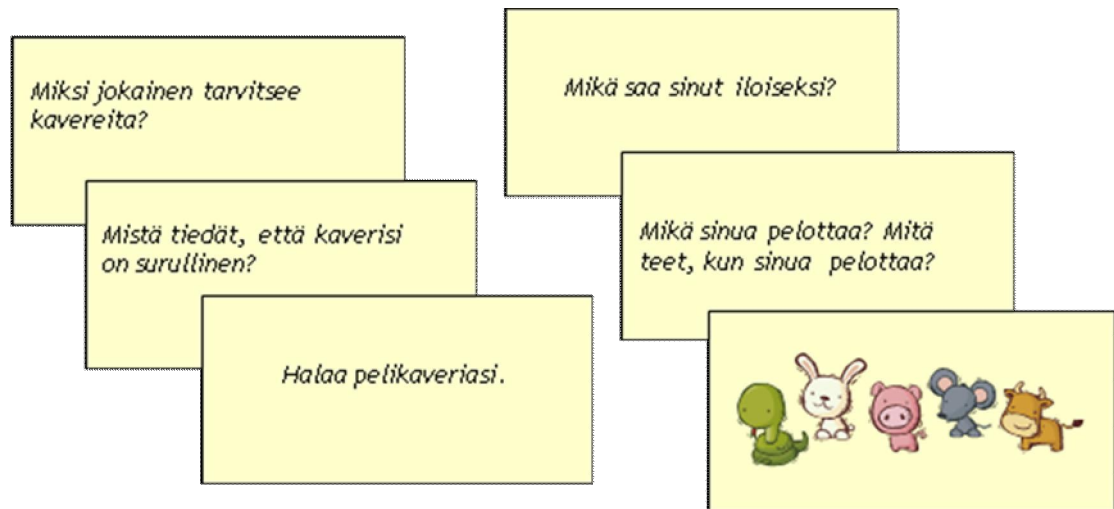 Miksi jokainen tarvitsee
kavereita?
Mistä tiedät, että kaverisi
on surullinen?
Halaa pelikaveriasi.
Mikä saa sinut iloiseksi?
Mikä sinua pelottaa? Mitä
teet, kun sinua pelottaa?